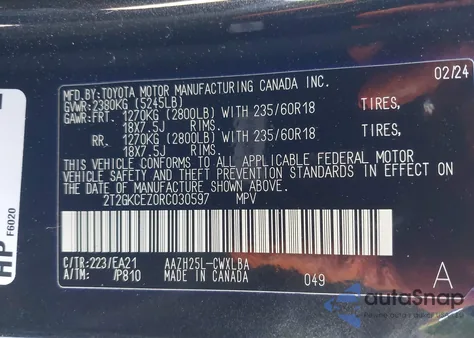 02/24
MFD.BY:TOYOTA MOTOR MANUFACTURING CANADA INC.
GVWR:2380KG (5245LB)
GAWR:FRT. 1270KG (2800LB) WITH 235/60R18 TIRES,
18X7.5J RIMS.
RR. 1270KG (2800LB) WITH 235/60R18 TIRES,
18X7.5J RIMS.
THIS VEHICLE CONFORMS TO ALL APPLICABLE FEDERAL MOTOR
VEHICLE SAFETY AND THEFT PREVENTION STANDARDS IN EFFECT ON
THE DATE OF MANUFACTURE SHOWN ABOVE.
2T2GKCEZ0RC030597 MPV
C/TR:223/EA21 AAZH25L-CWXLBA
A/TM: /P810 MADE IN CANADA 049 A
HP
F6020
autoSnap